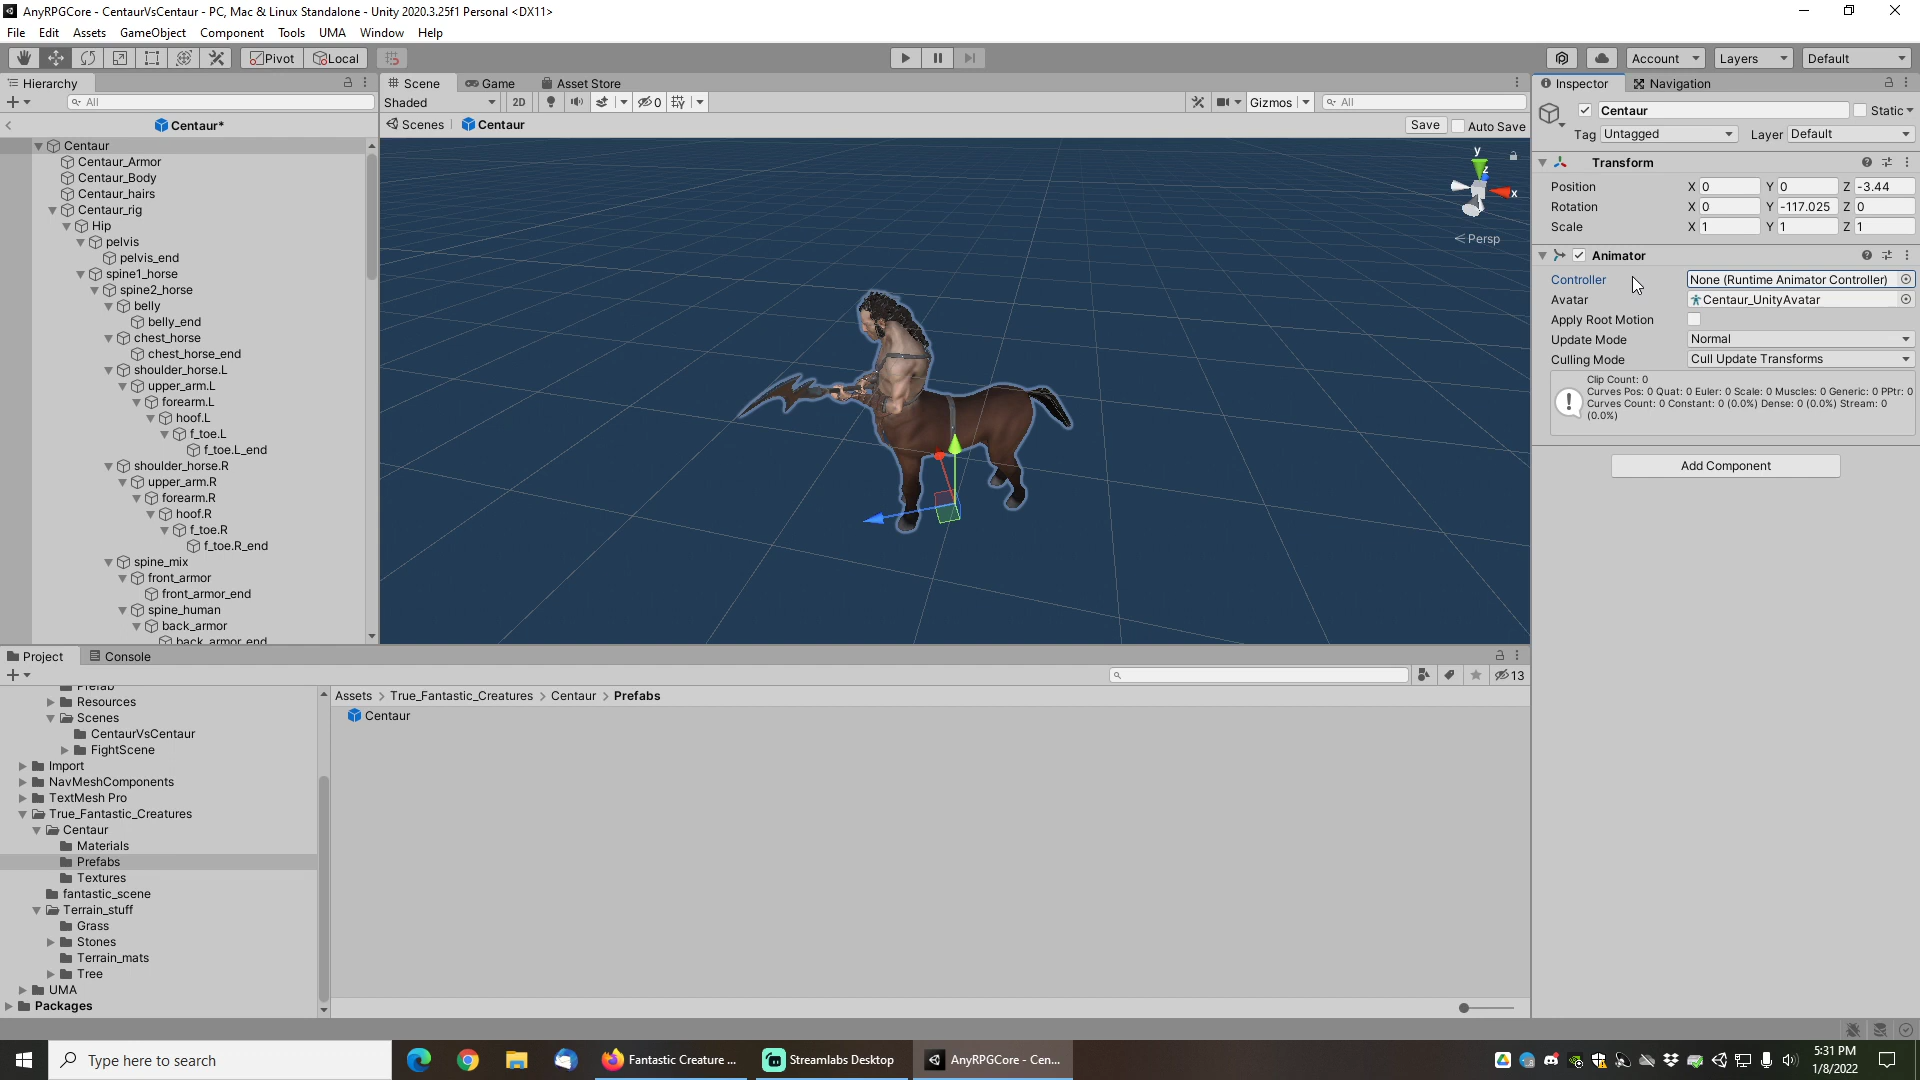 AnyRPGCore - CentaurVsCentaur - PC, Mac & Linux Standalone - Unity 2020.3.25f1 Personal <DX11>
File Edit Assets GameObject Component Tools UMA Window Help
Pivot Local Account Layers Default
Hierarchy Scene Game Asset Store Inspector Navigation
All Shaded 2D 0 Gizmos All
Centaur Static
Centaur* Scenes Centaur Save Auto Save
Tag Untagged Layer Default
Centaur
Centaur_Armor
Centaur_Body
Centaur_hairs
Centaur_rig
Hip
pelvis
pelvis_end
spine1_horse
spine2_horse
belly
belly_end
chest_horse
chest_horse_end
shoulder_horse.L
upper_arm.L
forearm.L
hoof.L
f_toe.L
f_toe.L_end
shoulder_horse.R
upper_arm.R
forearm.R
hoof.R
f_toe.R
f_toe.R_end
spine_mix
front_armor
front_armor_end
spine_human
back_armor
back_armor_end
y
z
x
Persp
Transform
Position X 0 Y 0 Z -3.44
Rotation X 0 Y -117.025 Z 0
Scale X 1 Y 1 Z 1
Animator
Controller None (Runtime Animator Controller)
Avatar Centaur_UnityAvatar
Apply Root Motion
Update Mode Normal
Culling Mode Cull Update Transforms
Clip Count: 0
Curves Pos: 0 Quat: 0 Euler: 0 Scale: 0 Muscles: 0 Generic: 0 PPtr: 0
Curves Count: 0 Constant: 0 (0.0%) Dense: 0 (0.0%) Stream: 0
(0.0%)
Add Component
Project Console
13
Prefab
Resources
Scenes
CentaurVsCentaur
FightScene
Import
NavMeshComponents
TextMesh Pro
True_Fantastic_Creatures
Centaur
Materials
Prefabs
Textures
fantastic_scene
Terrain_stuff
Grass
Stones
Terrain_mats
Tree
UMA
Packages
Assets > True_Fantastic_Creatures > Centaur > Prefabs
Centaur
Type here to search
Fantastic Creature ...
Streamlabs Desktop
AnyRPGCore - Cen...
5:31 PM
1/8/2022